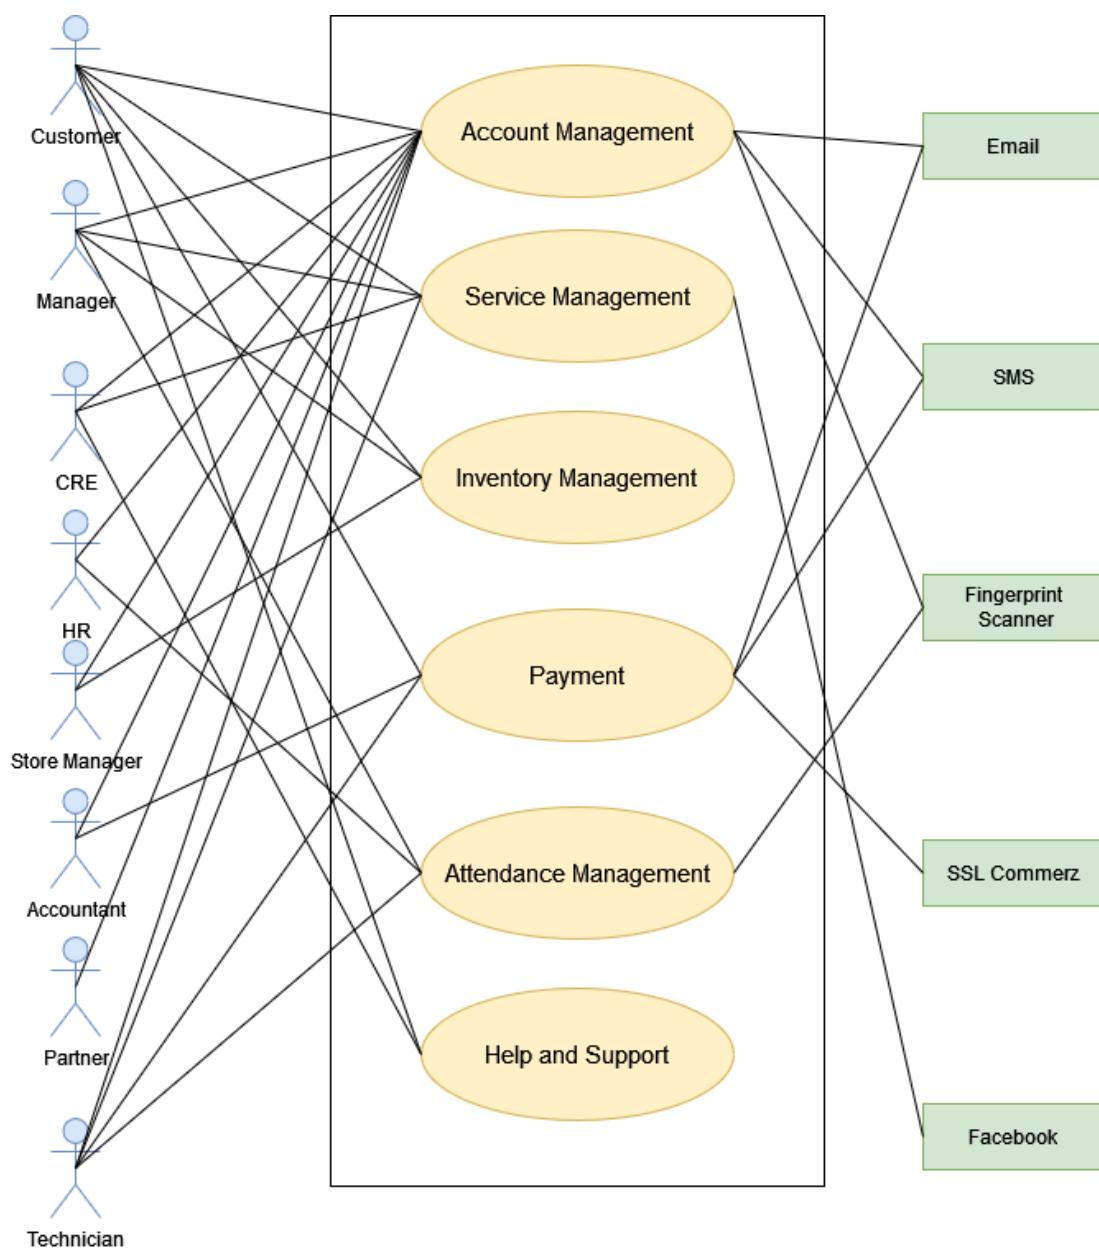 Customer
Manager
CRE
HR
Store Manager
Accountant
Partner
Technician
Account Management
Service Management
Inventory Management
Payment
Attendance Management
Help and Support
Email
SMS
Fingerprint
Scanner
SSL Commerz
Facebook